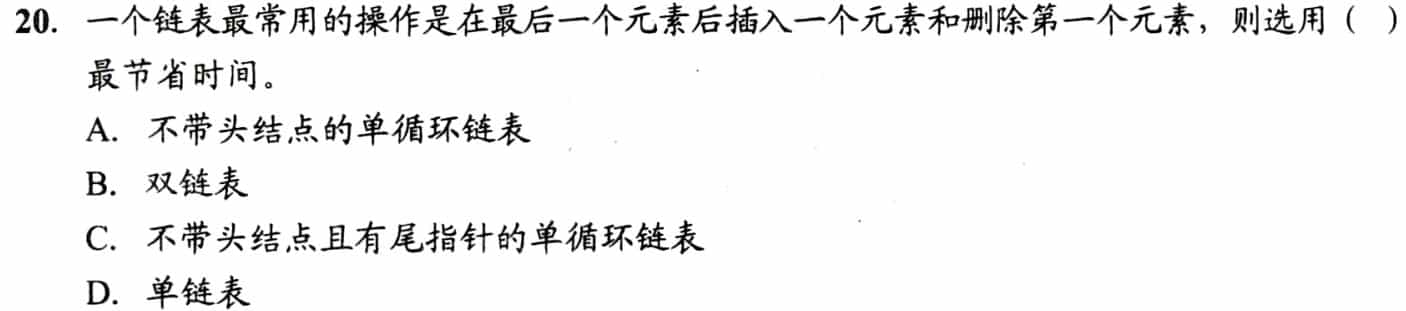 20. 一个链表最常用的操作是在最后一个元素后插入一个元素和删除第一个元素，则选用（ ）
最节省时间。
A. 不带头结点的单循环链表
B. 双链表
C. 不带头结点且有尾指针的单循环链表
D. 单链表